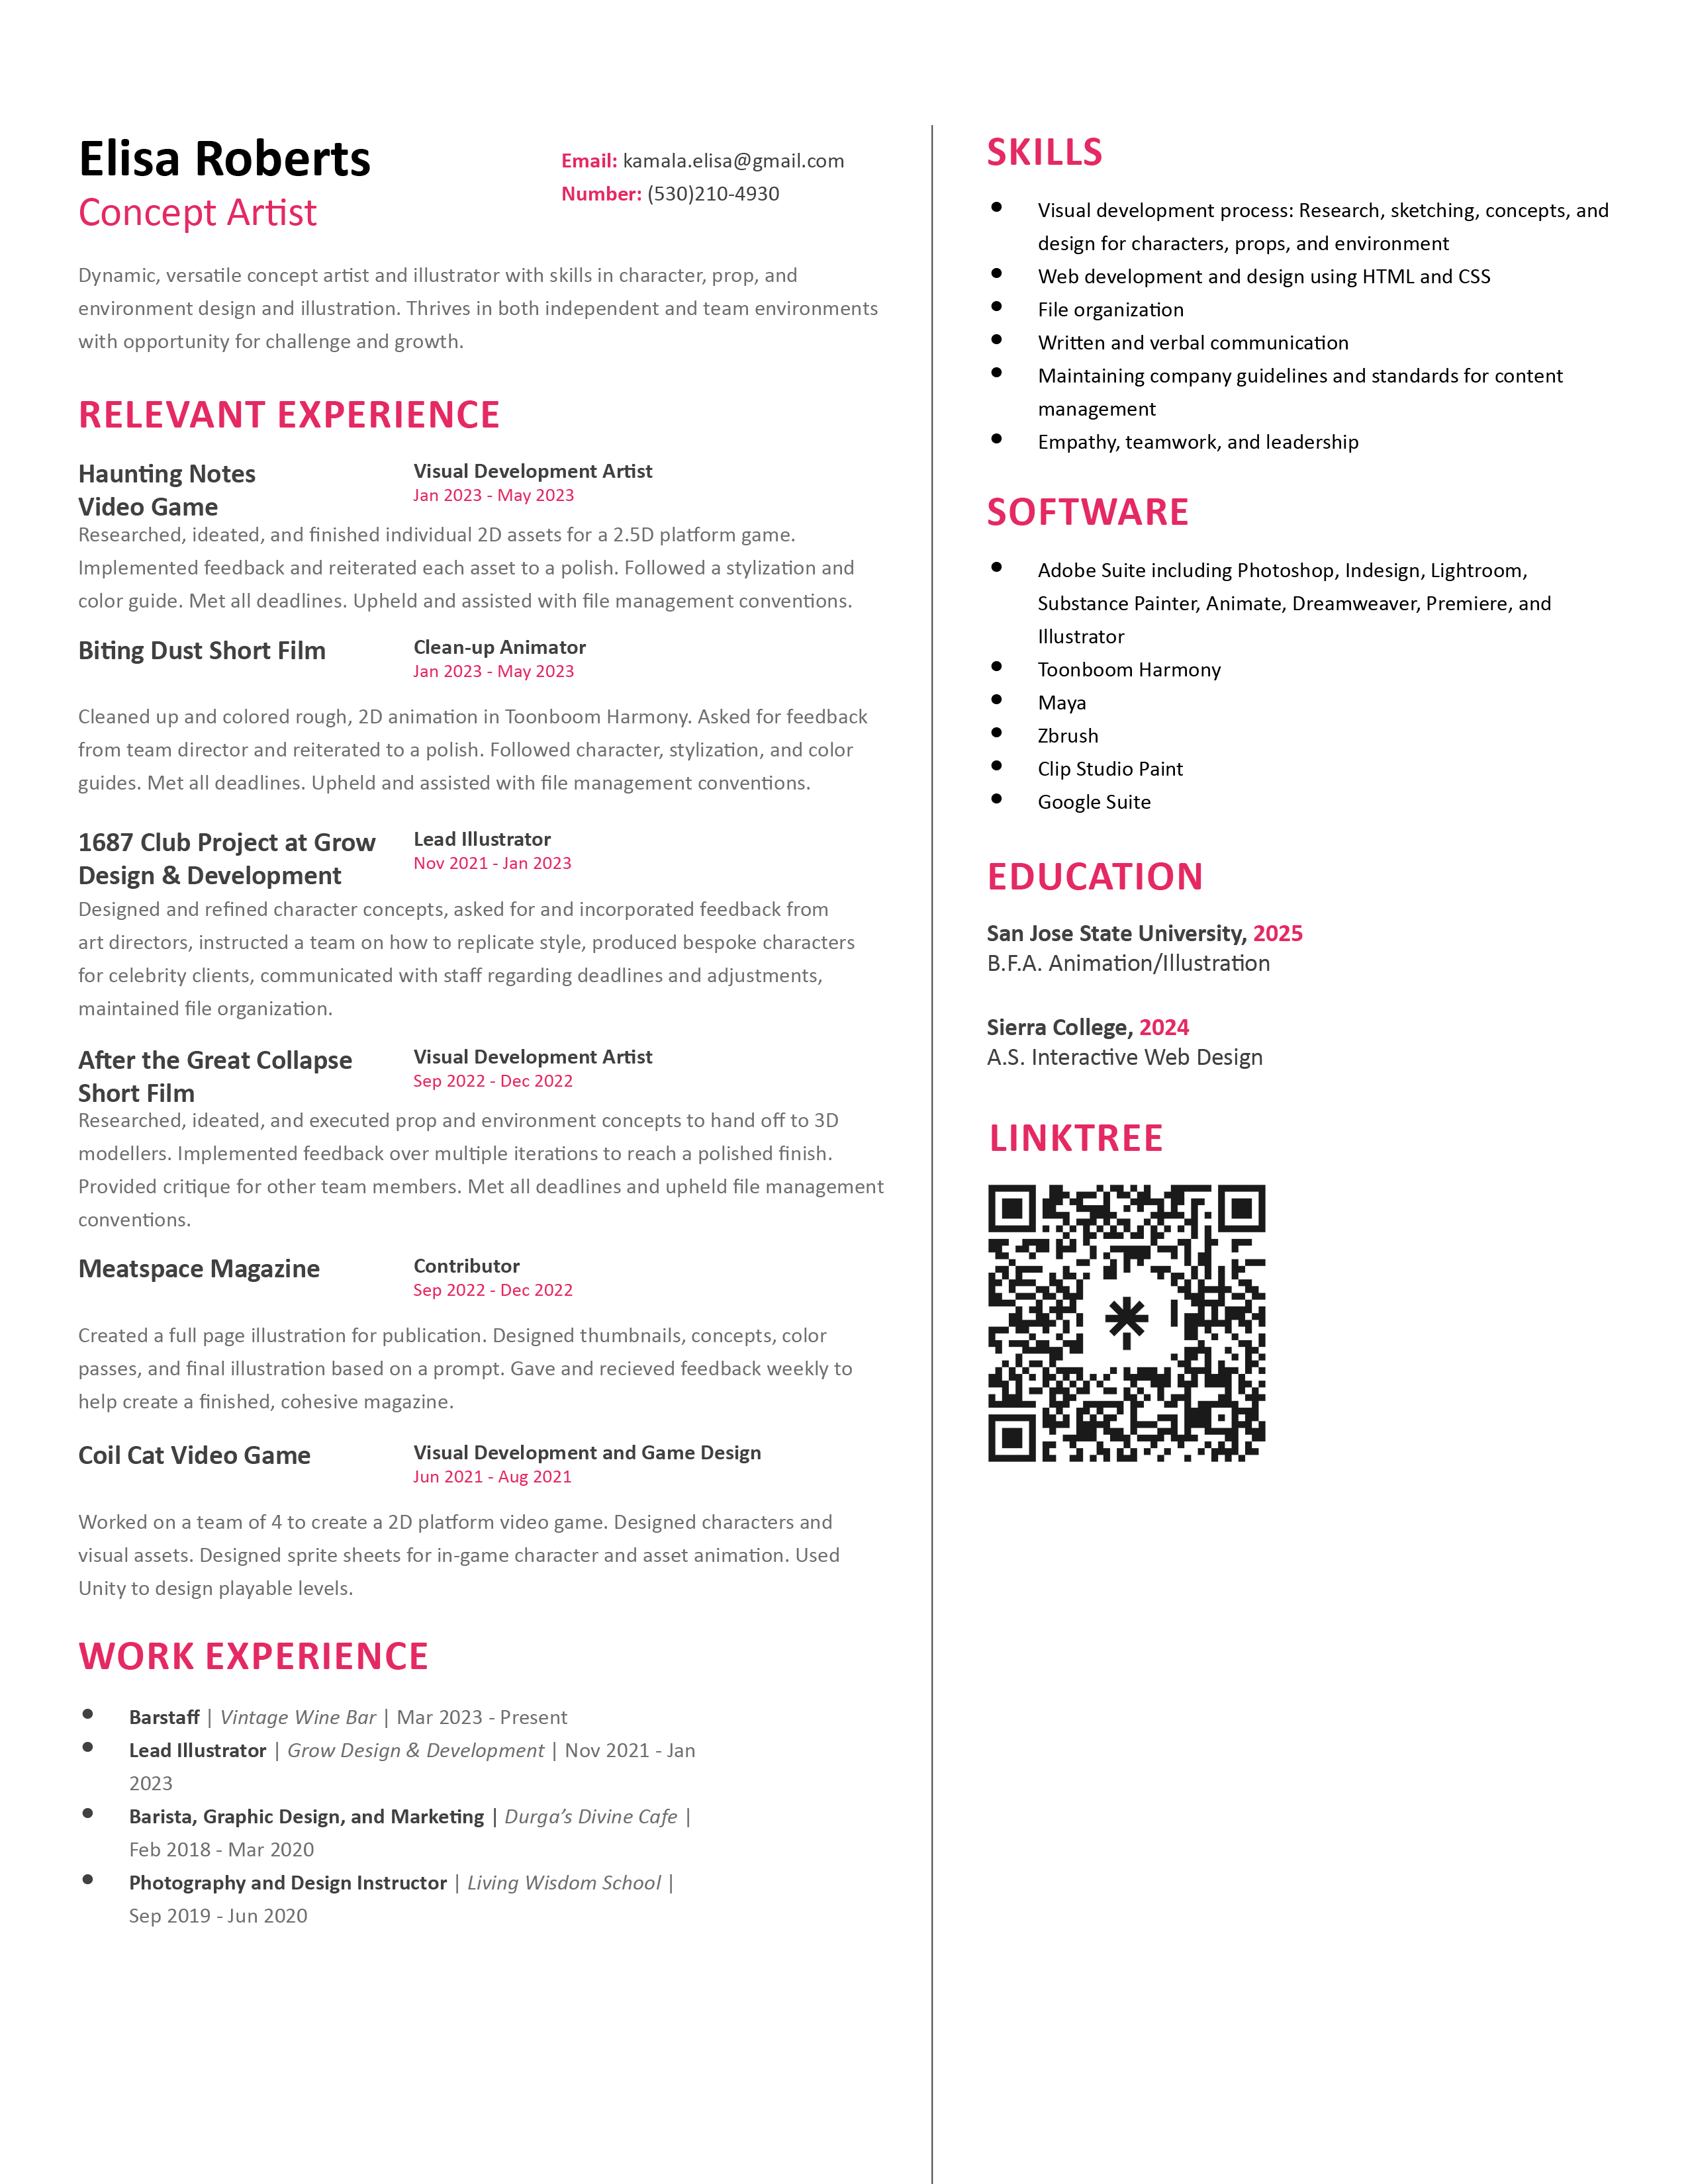 Elisa Roberts
Concept Artist
Email: kamala.elisa@gmail.com
Number: (530)210-4930
Dynamic, versatile concept artist and illustrator with skills in character, prop, and
environment design and illustration. Thrives in both independent and team environments
with opportunity for challenge and growth.
RELEVANT EXPERIENCE
Haunting Notes
Video Game
Visual Development Artist
Jan 2023 - May 2023
Researched, ideated, and finished individual 2D assets for a 2.5D platform game.
Implemented feedback and reiterated each asset to a polish. Followed a stylization and
color guide. Met all deadlines. Upheld and assisted with file management conventions.
Biting Dust Short Film
Clean-up Animator
Jan 2023 - May 2023
Cleaned up and colored rough, 2D animation in Toonboom Harmony. Asked for feedback
from team director and reiterated to a polish. Followed character, stylization, and color
guides. Met all deadlines. Upheld and assisted with file management conventions.
1687 Club Project at Grow
Design & Development
Lead Illustrator
Nov 2021 - Jan 2023
Designed and refined character concepts, asked for and incorporated feedback from
art directors, instructed a team on how to replicate style, produced bespoke characters
for celebrity clients, communicated with staff regarding deadlines and adjustments,
maintained file organization.
After the Great Collapse
Short Film
Visual Development Artist
Sep 2022 - Dec 2022
Researched, ideated, and executed prop and environment concepts to hand off to 3D
modellers. Implemented feedback over multiple iterations to reach a polished finish.
Provided critique for other team members. Met all deadlines and upheld file management
conventions.
Meatspace Magazine
Contributor
Sep 2022 - Dec 2022
Created a full page illustration for publication. Designed thumbnails, concepts, color
passes, and final illustration based on a prompt. Gave and recieved feedback weekly to
help create a finished, cohesive magazine.
Coil Cat Video Game
Visual Development and Game Design
Jun 2021 - Aug 2021
Worked on a team of 4 to create a 2D platform video game. Designed characters and
visual assets. Designed sprite sheets for in-game character and asset animation. Used
Unity to design playable levels.
WORK EXPERIENCE
• Barstaff | Vintage Wine Bar | Mar 2023 - Present
• Lead Illustrator | Grow Design & Development | Nov 2021 - Jan
2023
• Barista, Graphic Design, and Marketing | Durga’s Divine Cafe |
Feb 2018 - Mar 2020
• Photography and Design Instructor | Living Wisdom School |
Sep 2019 - Jun 2020
SKILLS
• Visual development process: Research, sketching, concepts, and
design for characters, props, and environment
• Web development and design using HTML and CSS
• File organization
• Written and verbal communication
• Maintaining company guidelines and standards for content
management
• Empathy, teamwork, and leadership
SOFTWARE
• Adobe Suite including Photoshop, Indesign, Lightroom,
Substance Painter, Animate, Dreamweaver, Premiere, and
Illustrator
• Toonboom Harmony
• Maya
• Zbrush
• Clip Studio Paint
• Google Suite
EDUCATION
San Jose State University, 2025
B.F.A. Animation/Illustration
Sierra College, 2024
A.S. Interactive Web Design
LINKTREE